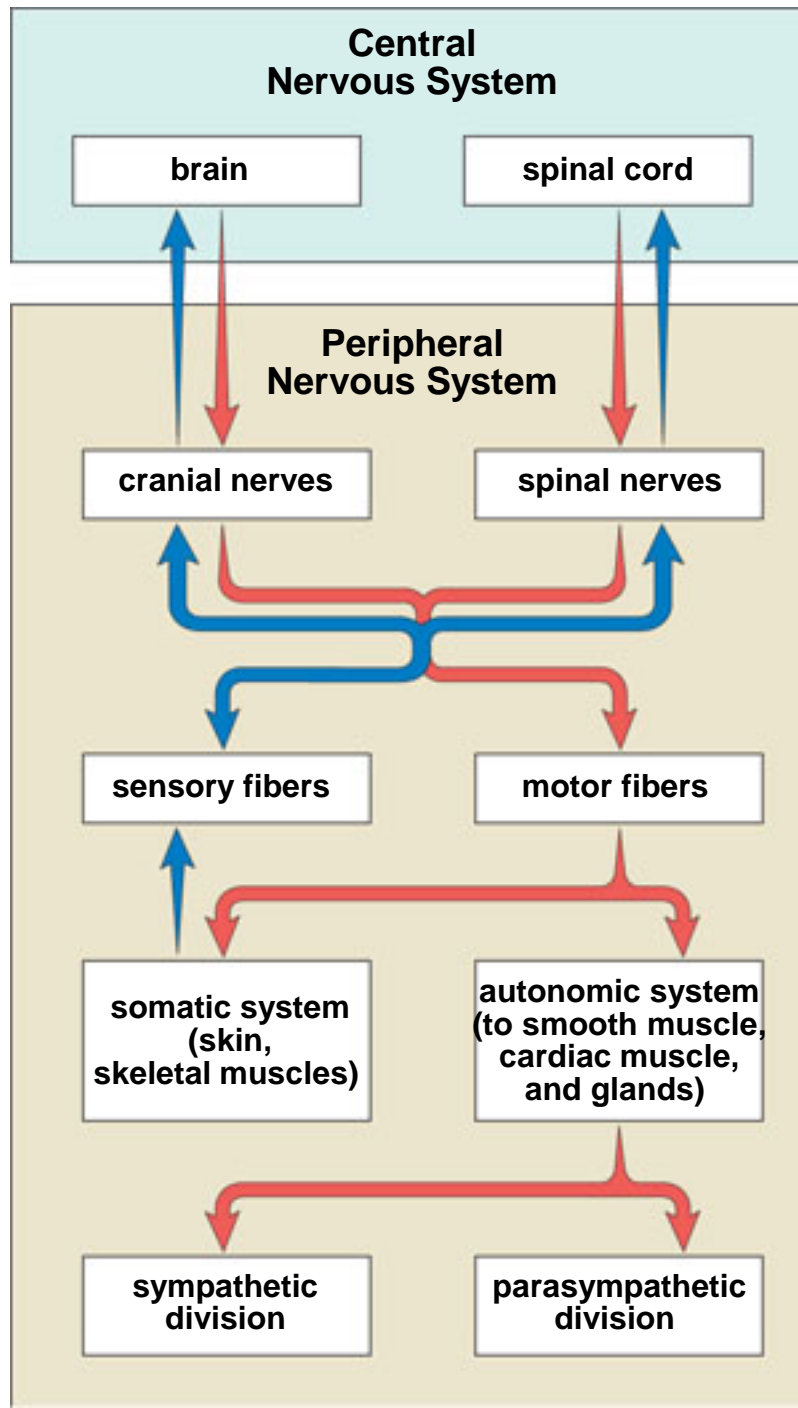 Central
Nervous System
brain
spinal cord
Peripheral
Nervous System
cranial nerves
spinal nerves
sensory fibers
motor fibers
somatic system
(skin,
skeletal muscles)
autonomic system
(to smooth muscle,
cardiac muscle,
and glands)
sympathetic
division
parasympathetic
division